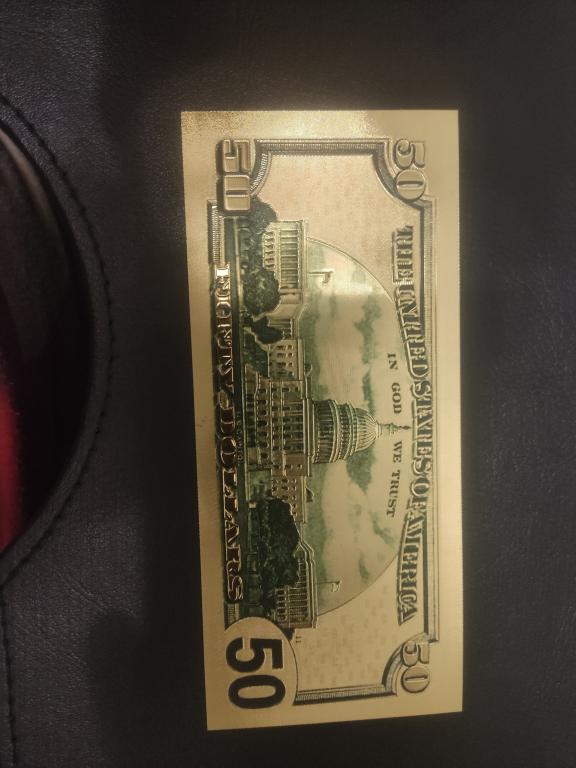 50 50
THE UNITED STATES OF AMERICA
IN GOD WE TRUST
50 FIFTY DOLLARS 50